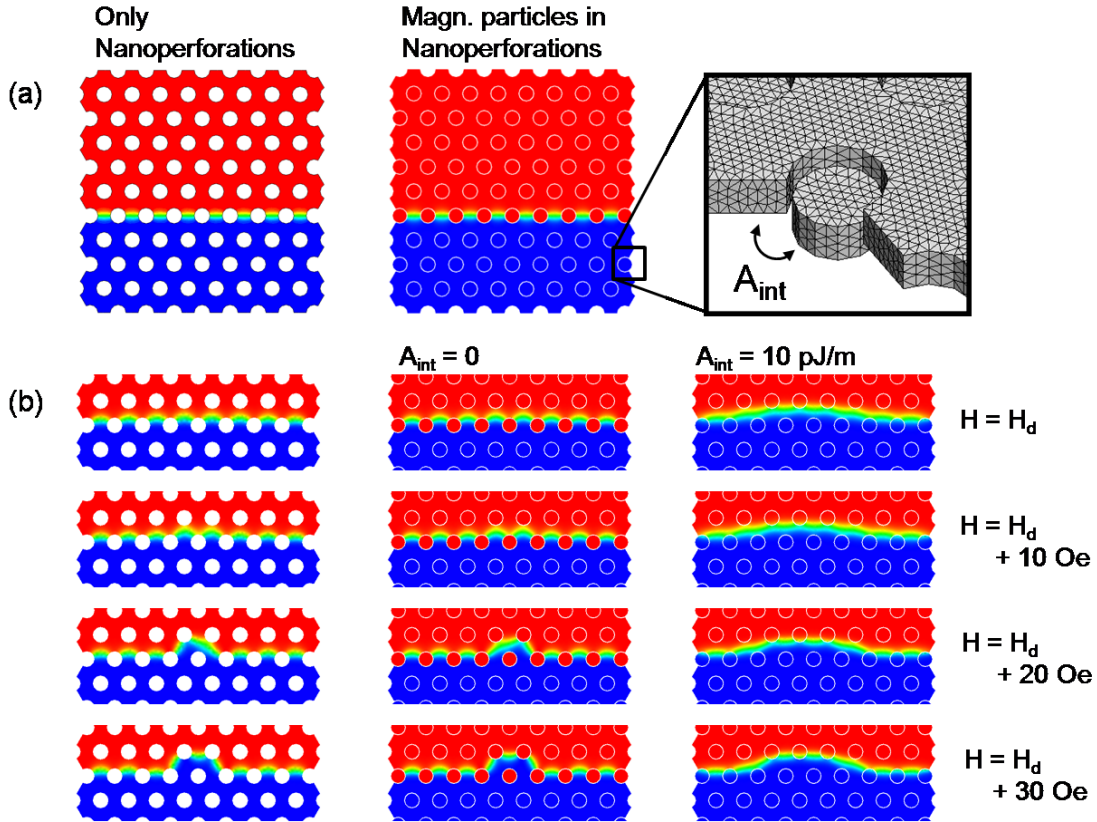 Only
Nanoperforations
Magn. particles in
Nanoperforations
(a)
A_int
A_int = 0
A_int = 10 pJ/m
(b)
H = H_d
H = H_d
+ 10 Oe
H = H_d
+ 20 Oe
H = H_d
+ 30 Oe